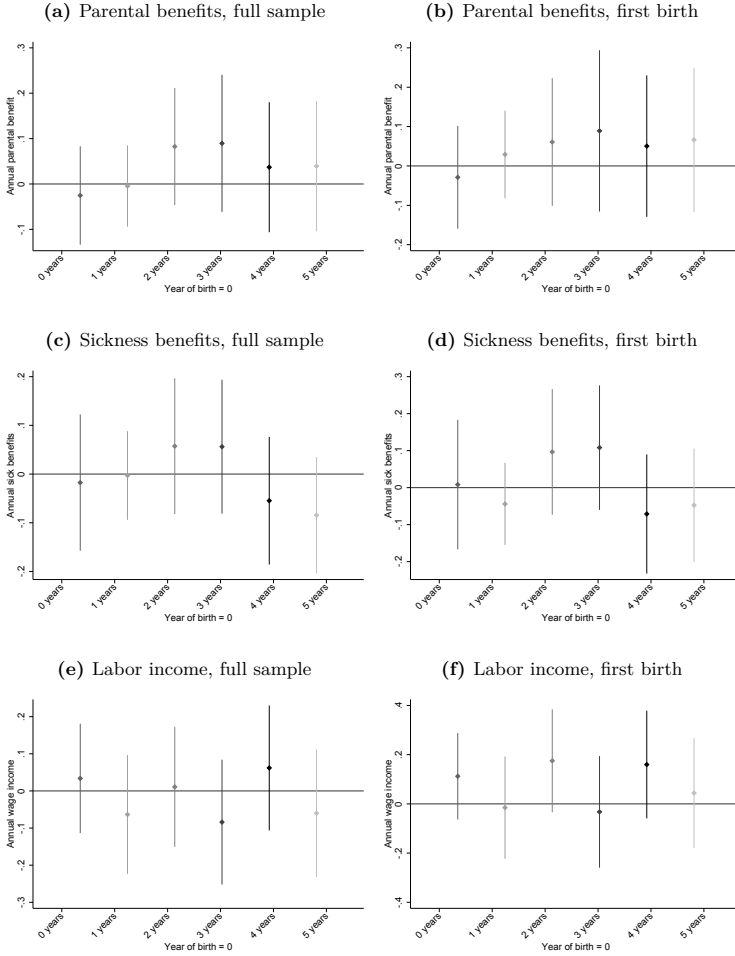 (a) Parental benefits, full sample
Annual parental benefit
.3
.2
.1
0
-.1
0 years
1 years
2 years
3 years
4 years
5 years
Year of birth = 0
(b) Parental benefits, first birth
Annual parental benefit
.3
.2
.1
0
-.1
-.2
0 years
1 years
2 years
3 years
4 years
5 years
Year of birth = 0
(c) Sickness benefits, full sample
Annual sick benefits
.2
.1
0
-.1
-.2
0 years
1 years
2 years
3 years
4 years
5 years
Year of birth = 0
(d) Sickness benefits, first birth
Annual sick benefits
.3
.2
.1
0
-.1
-.2
0 years
1 years
2 years
3 years
4 years
5 years
Year of birth = 0
(e) Labor income, full sample
Annual wage income
.2
.1
0
-.1
-.2
-.3
0 years
1 years
2 years
3 years
4 years
5 years
Year of birth = 0
(f) Labor income, first birth
Annual wage income
.4
.2
0
-.2
-.4
0 years
1 years
2 years
3 years
4 years
5 years
Year of birth = 0